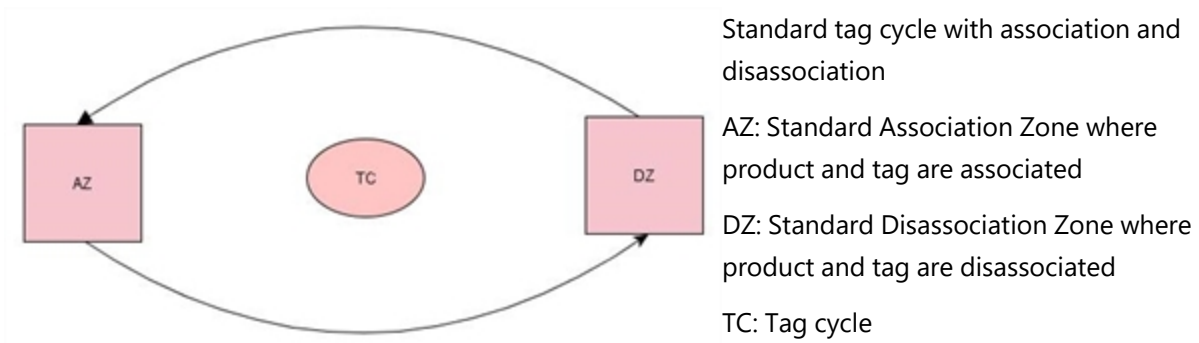 AZ
TC
DZ
Standard tag cycle with association and
disassociation
AZ: Standard Association Zone where
product and tag are associated
DZ: Standard Disassociation Zone where
product and tag are disassociated
TC: Tag cycle